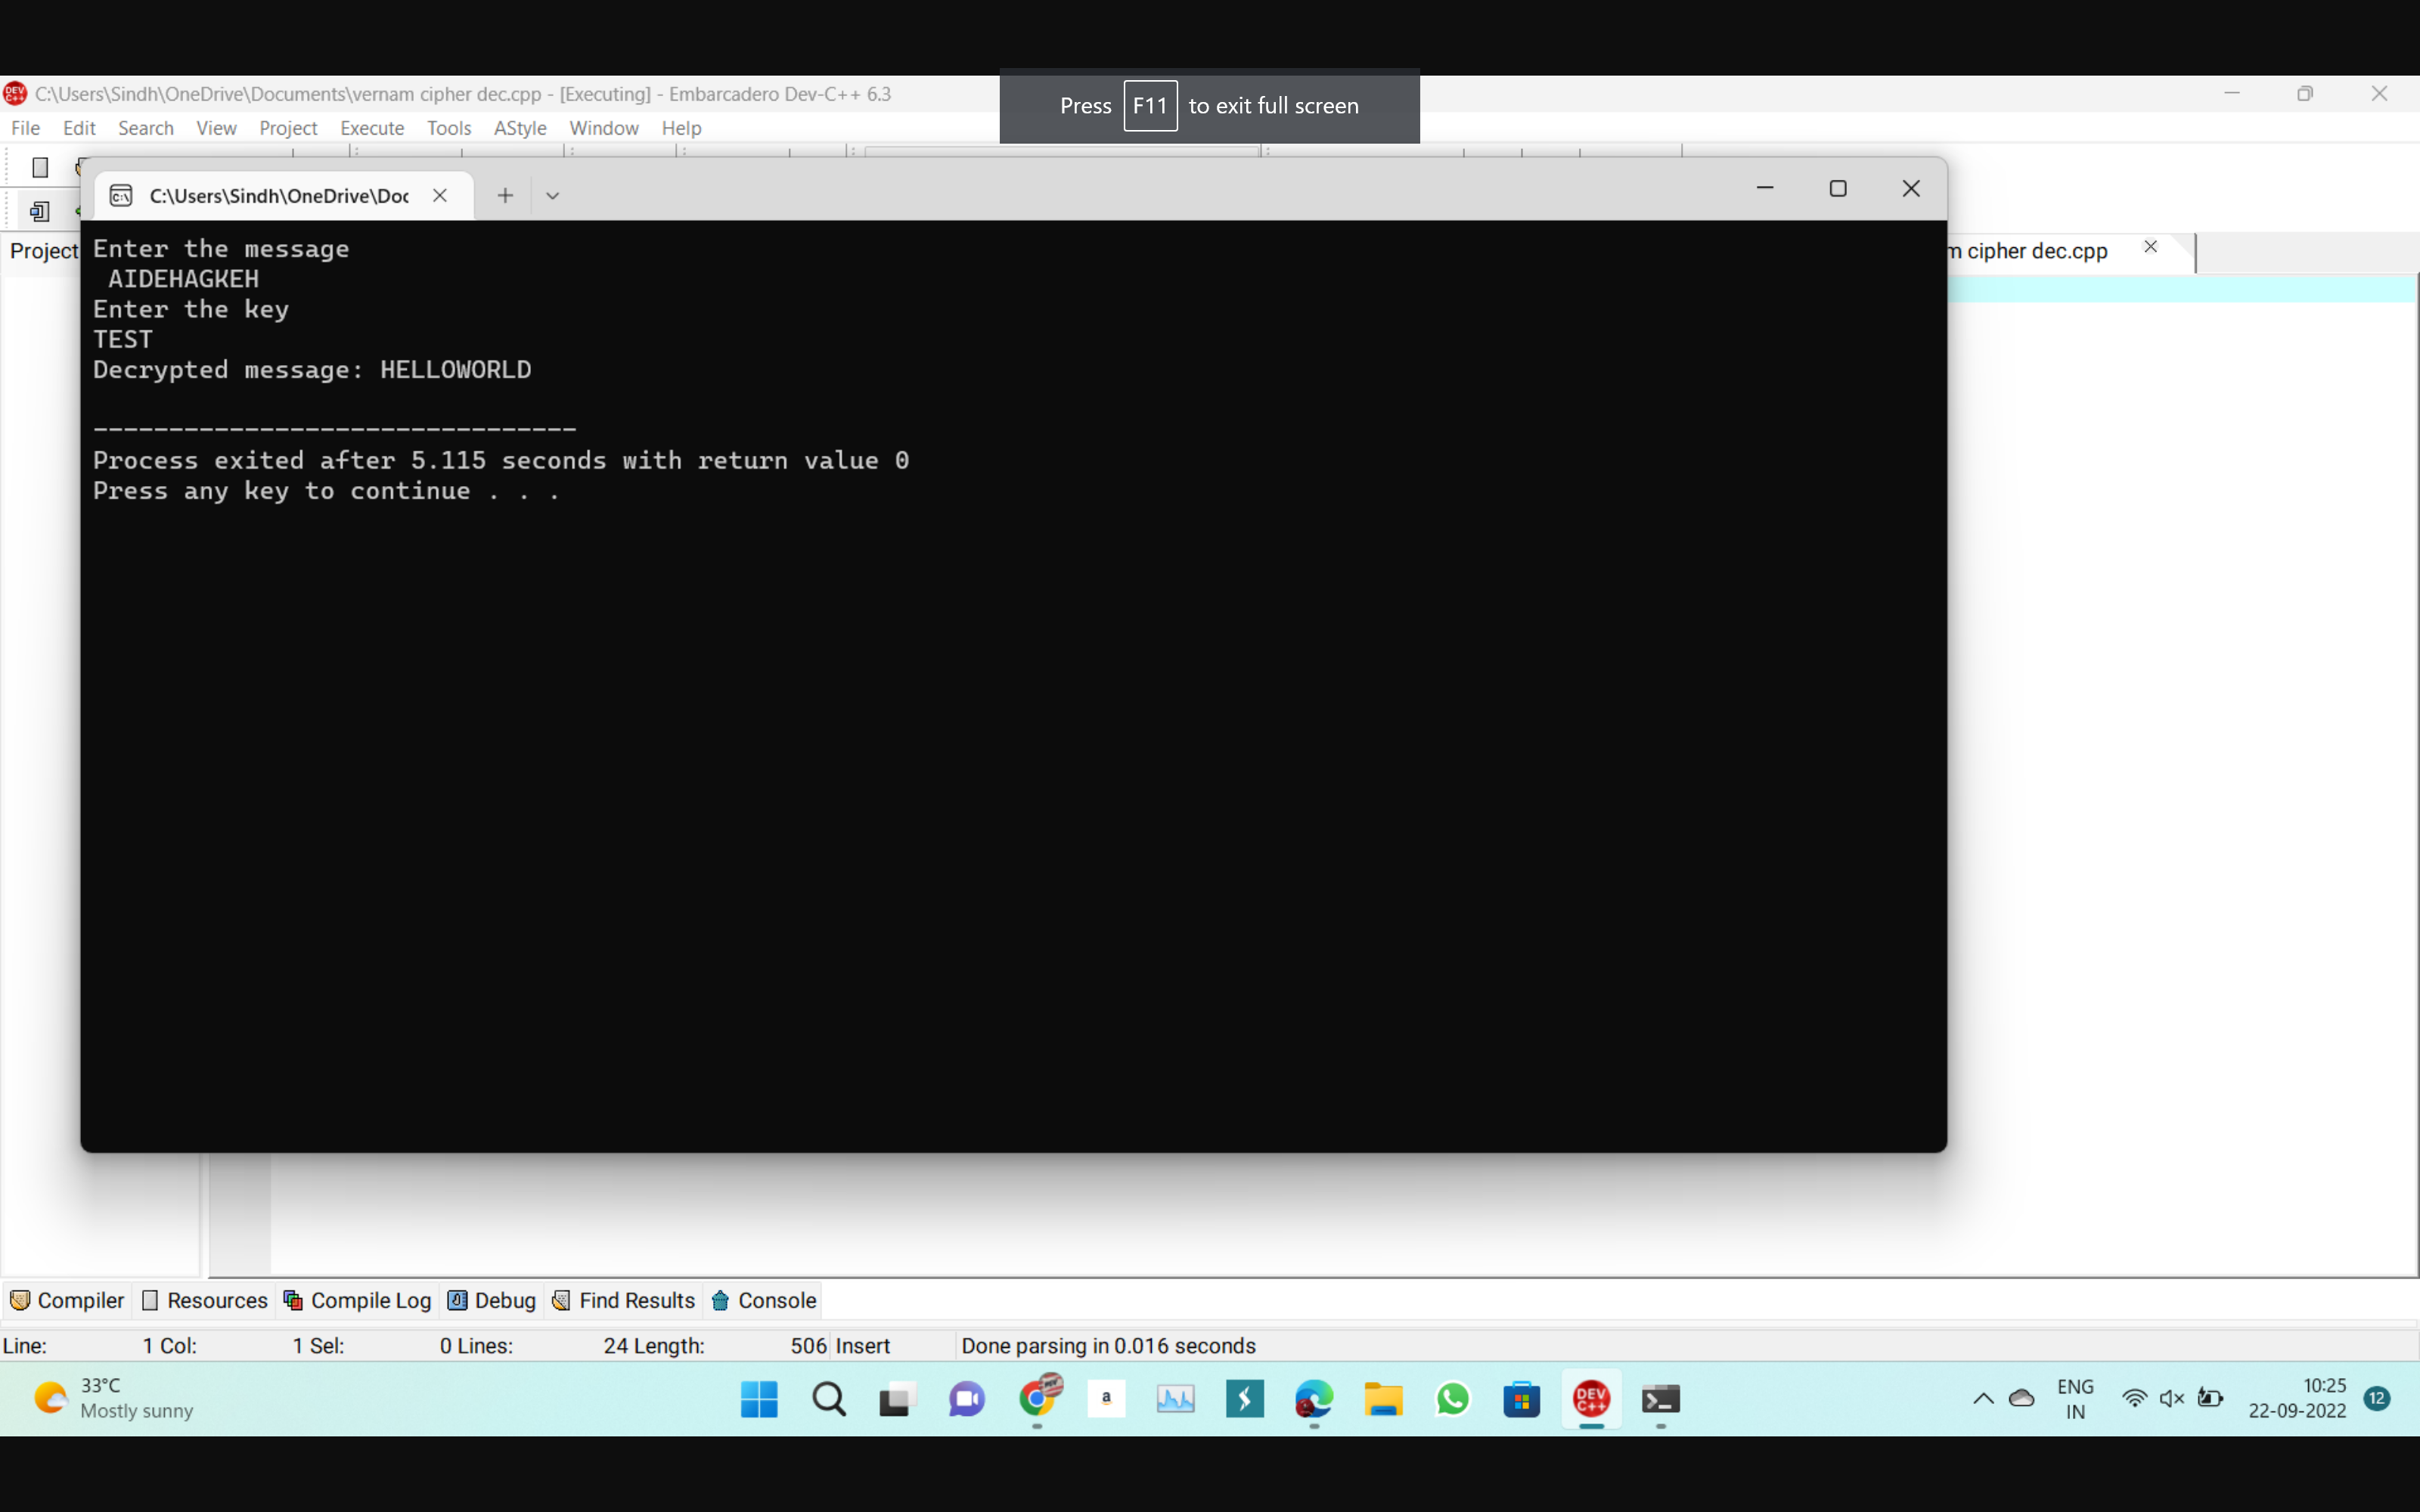 C:\Users\Sindh\OneDrive\Documents\vernam cipher dec.cpp - [Executing] - Embarcadero Dev-C++ 6.3
Press F11 to exit full screen
File Edit Search View Project Execute Tools AStyle Window Help
C:\Users\Sindh\OneDrive\Doc
Project
m cipher dec.cpp
Enter the message
AIDEHAGKEH
Enter the key
TEST
Decrypted message: HELLOWORLD
--------------------------------
Process exited after 5.115 seconds with return value 0
Press any key to continue . . .
Compiler Resources Compile Log Debug Find Results Console
Line: 1 Col: 1 Sel: 0 Lines: 24 Length: 506 Insert Done parsing in 0.016 seconds
33°C
Mostly sunny
a
DEV C++
ENG
IN
10:25
22-09-2022
12